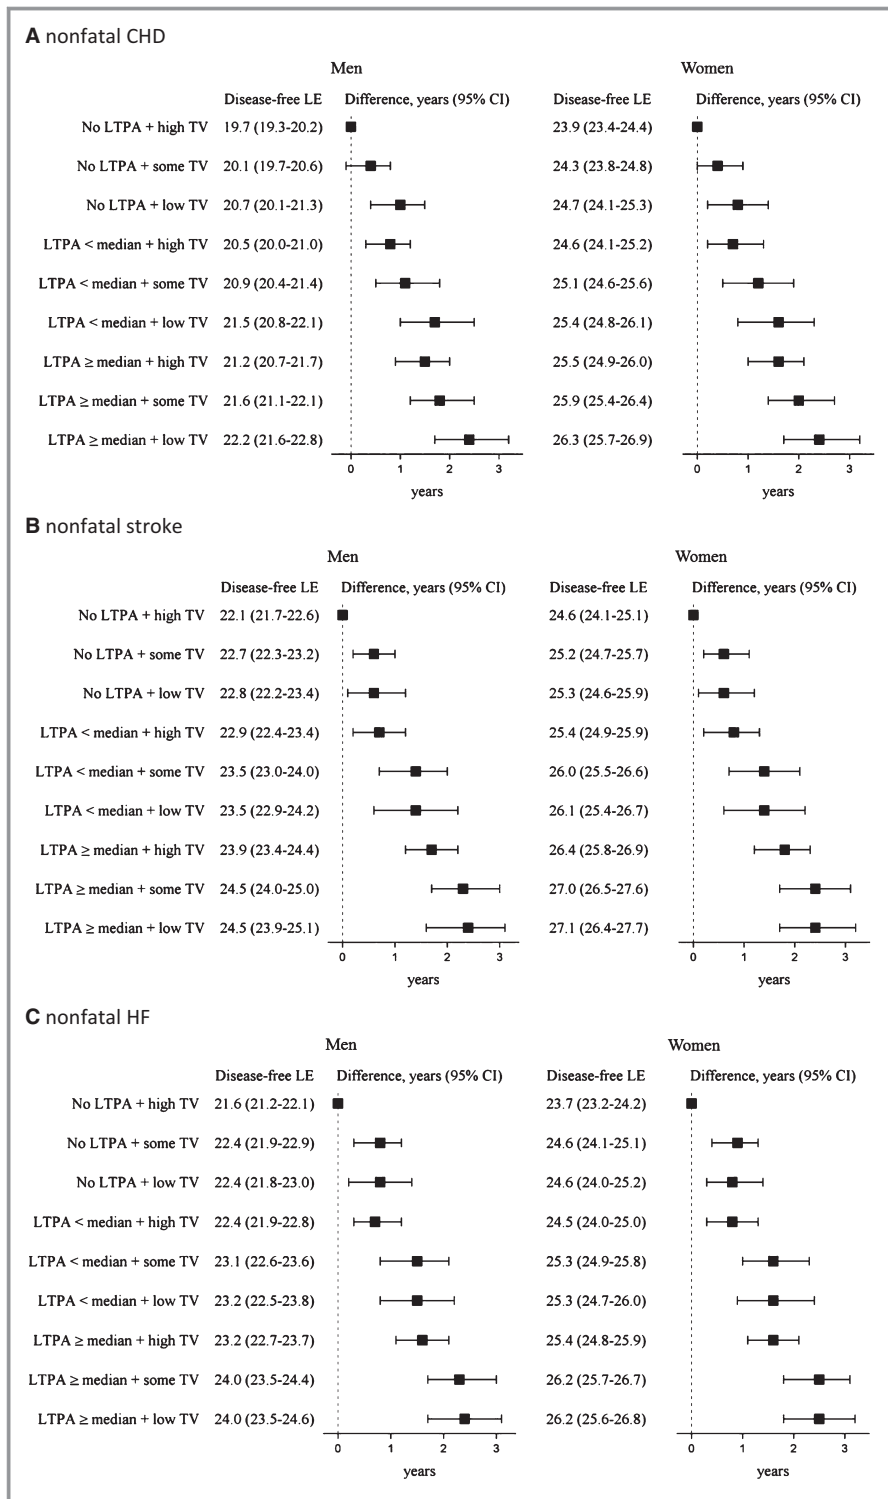 A nonfatal CHD
Men Women
Disease-free LE Difference, years (95% CI) Disease-free LE Difference, years (95% CI)
No LTPA + high TV 19.7 (19.3-20.2) 23.9 (23.4-24.4)
No LTPA + some TV 20.1 (19.7-20.6) 24.3 (23.8-24.8)
No LTPA + low TV 20.7 (20.1-21.3) 24.7 (24.1-25.3)
LTPA < median + high TV 20.5 (20.0-21.0) 24.6 (24.1-25.2)
LTPA < median + some TV 20.9 (20.4-21.4) 25.1 (24.6-25.6)
LTPA < median + low TV 21.5 (20.8-22.1) 25.4 (24.8-26.1)
LTPA ≥ median + high TV 21.2 (20.7-21.7) 25.5 (24.9-26.0)
LTPA ≥ median + some TV 21.6 (21.1-22.1) 25.9 (25.4-26.4)
LTPA ≥ median + low TV 22.2 (21.6-22.8) 26.3 (25.7-26.9)
0 1 2 3 0 1 2 3
years years
B nonfatal stroke
Men Women
Disease-free LE Difference, years (95% CI) Disease-free LE Difference, years (95% CI)
No LTPA + high TV 22.1 (21.7-22.6) 24.6 (24.1-25.1)
No LTPA + some TV 22.7 (22.3-23.2) 25.2 (24.7-25.7)
No LTPA + low TV 22.8 (22.2-23.4) 25.3 (24.6-25.9)
LTPA < median + high TV 22.9 (22.4-23.4) 25.4 (24.9-25.9)
LTPA < median + some TV 23.5 (23.0-24.0) 26.0 (25.5-26.6)
LTPA < median + low TV 23.5 (22.9-24.2) 26.1 (25.4-26.7)
LTPA ≥ median + high TV 23.9 (23.4-24.4) 26.4 (25.8-26.9)
LTPA ≥ median + some TV 24.5 (24.0-25.0) 27.0 (26.5-27.6)
LTPA ≥ median + low TV 24.5 (23.9-25.1) 27.1 (26.4-27.7)
0 1 2 3 0 1 2 3
years years
C nonfatal HF
Men Women
Disease-free LE Difference, years (95% CI) Disease-free LE Difference, years (95% CI)
No LTPA + high TV 21.6 (21.2-22.1) 23.7 (23.2-24.2)
No LTPA + some TV 22.4 (21.9-22.9) 24.6 (24.1-25.1)
No LTPA + low TV 22.4 (21.8-23.0) 24.6 (24.0-25.2)
LTPA < median + high TV 22.4 (21.9-22.8) 24.5 (24.0-25.0)
LTPA < median + some TV 23.1 (22.6-23.6) 25.3 (24.9-25.8)
LTPA < median + low TV 23.2 (22.5-23.8) 25.3 (24.7-26.0)
LTPA ≥ median + high TV 23.2 (22.7-23.7) 25.4 (24.8-25.9)
LTPA ≥ median + some TV 24.0 (23.5-24.4) 26.2 (25.7-26.7)
LTPA ≥ median + low TV 24.0 (23.5-24.6) 26.2 (25.6-26.8)
0 1 2 3 0 1 2 3
years years